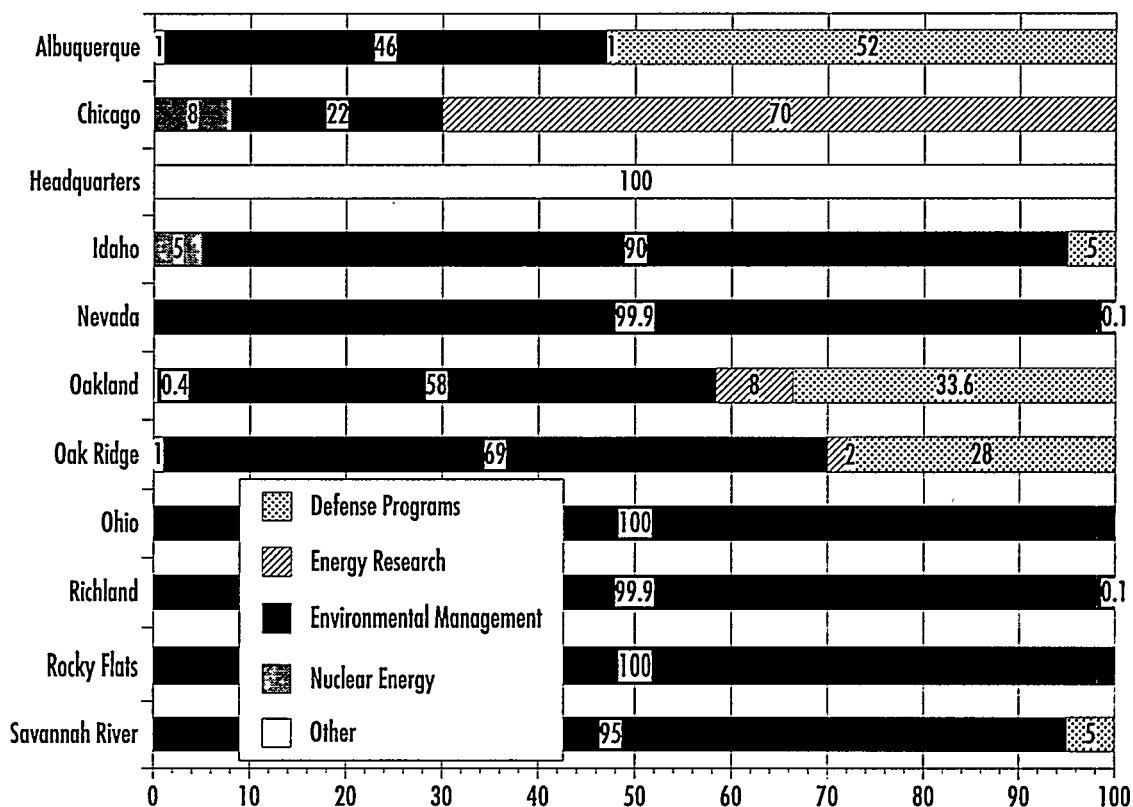 Albuquerque 1 46 1 52
Chicago 8 22 70
Headquarters 100
Idaho 5 90 5
Nevada 99.9 0.1
Oakland 0.4 58 8 33.6
Oak Ridge 1 69 2 28
Ohio 100
Richland 99.9 0.1
Rocky Flats 100
Savannah River 95 5
Defense Programs
Energy Research
Environmental Management
Nuclear Energy
Other
0 10 20 30 40 50 60 70 80 90 100